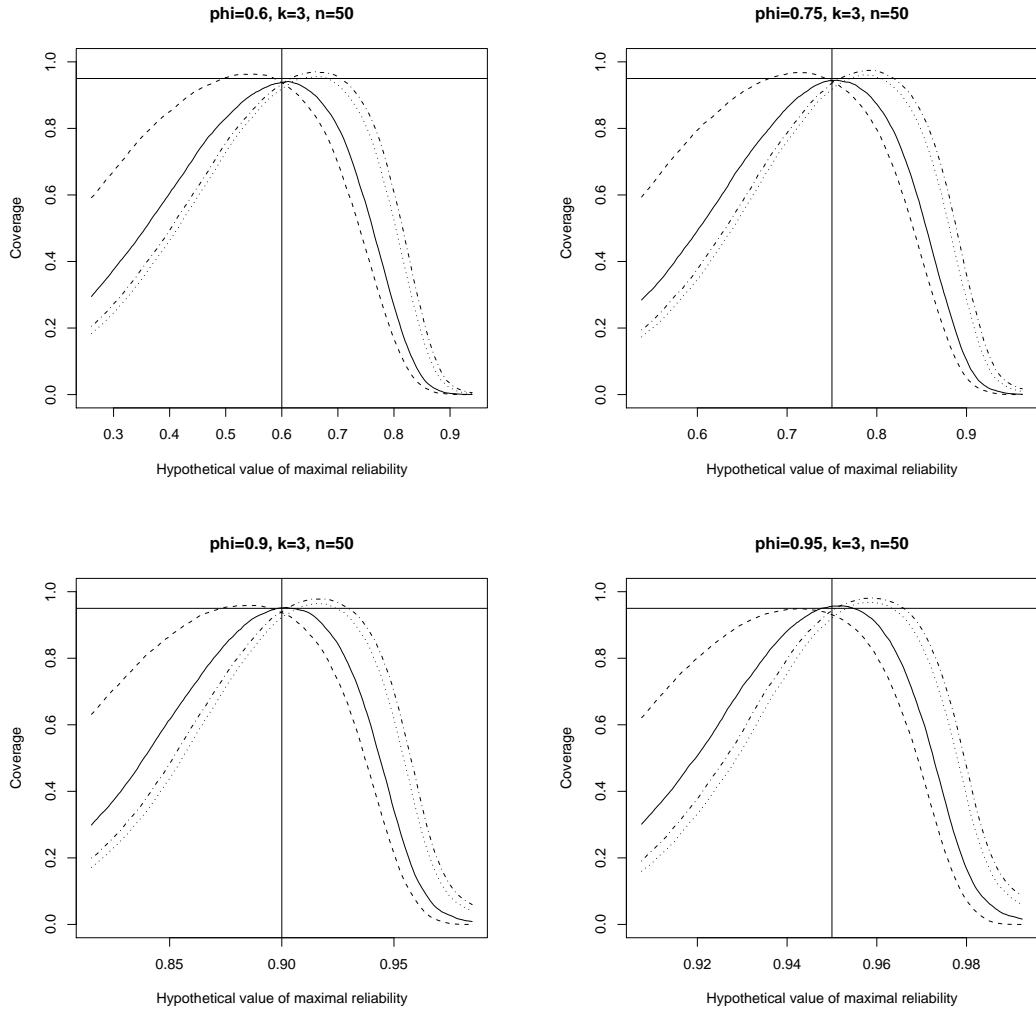 phi=0.6, k=3, n=50
Coverage
0.0 0.2 0.4 0.6 0.8 1.0
0.3 0.4 0.5 0.6 0.7 0.8 0.9
Hypothetical value of maximal reliability
phi=0.75, k=3, n=50
Coverage
0.0 0.2 0.4 0.6 0.8 1.0
0.6 0.7 0.8 0.9
Hypothetical value of maximal reliability
phi=0.9, k=3, n=50
Coverage
0.0 0.2 0.4 0.6 0.8 1.0
0.85 0.90 0.95
Hypothetical value of maximal reliability
phi=0.95, k=3, n=50
Coverage
0.0 0.2 0.4 0.6 0.8 1.0
0.92 0.94 0.96 0.98
Hypothetical value of maximal reliability